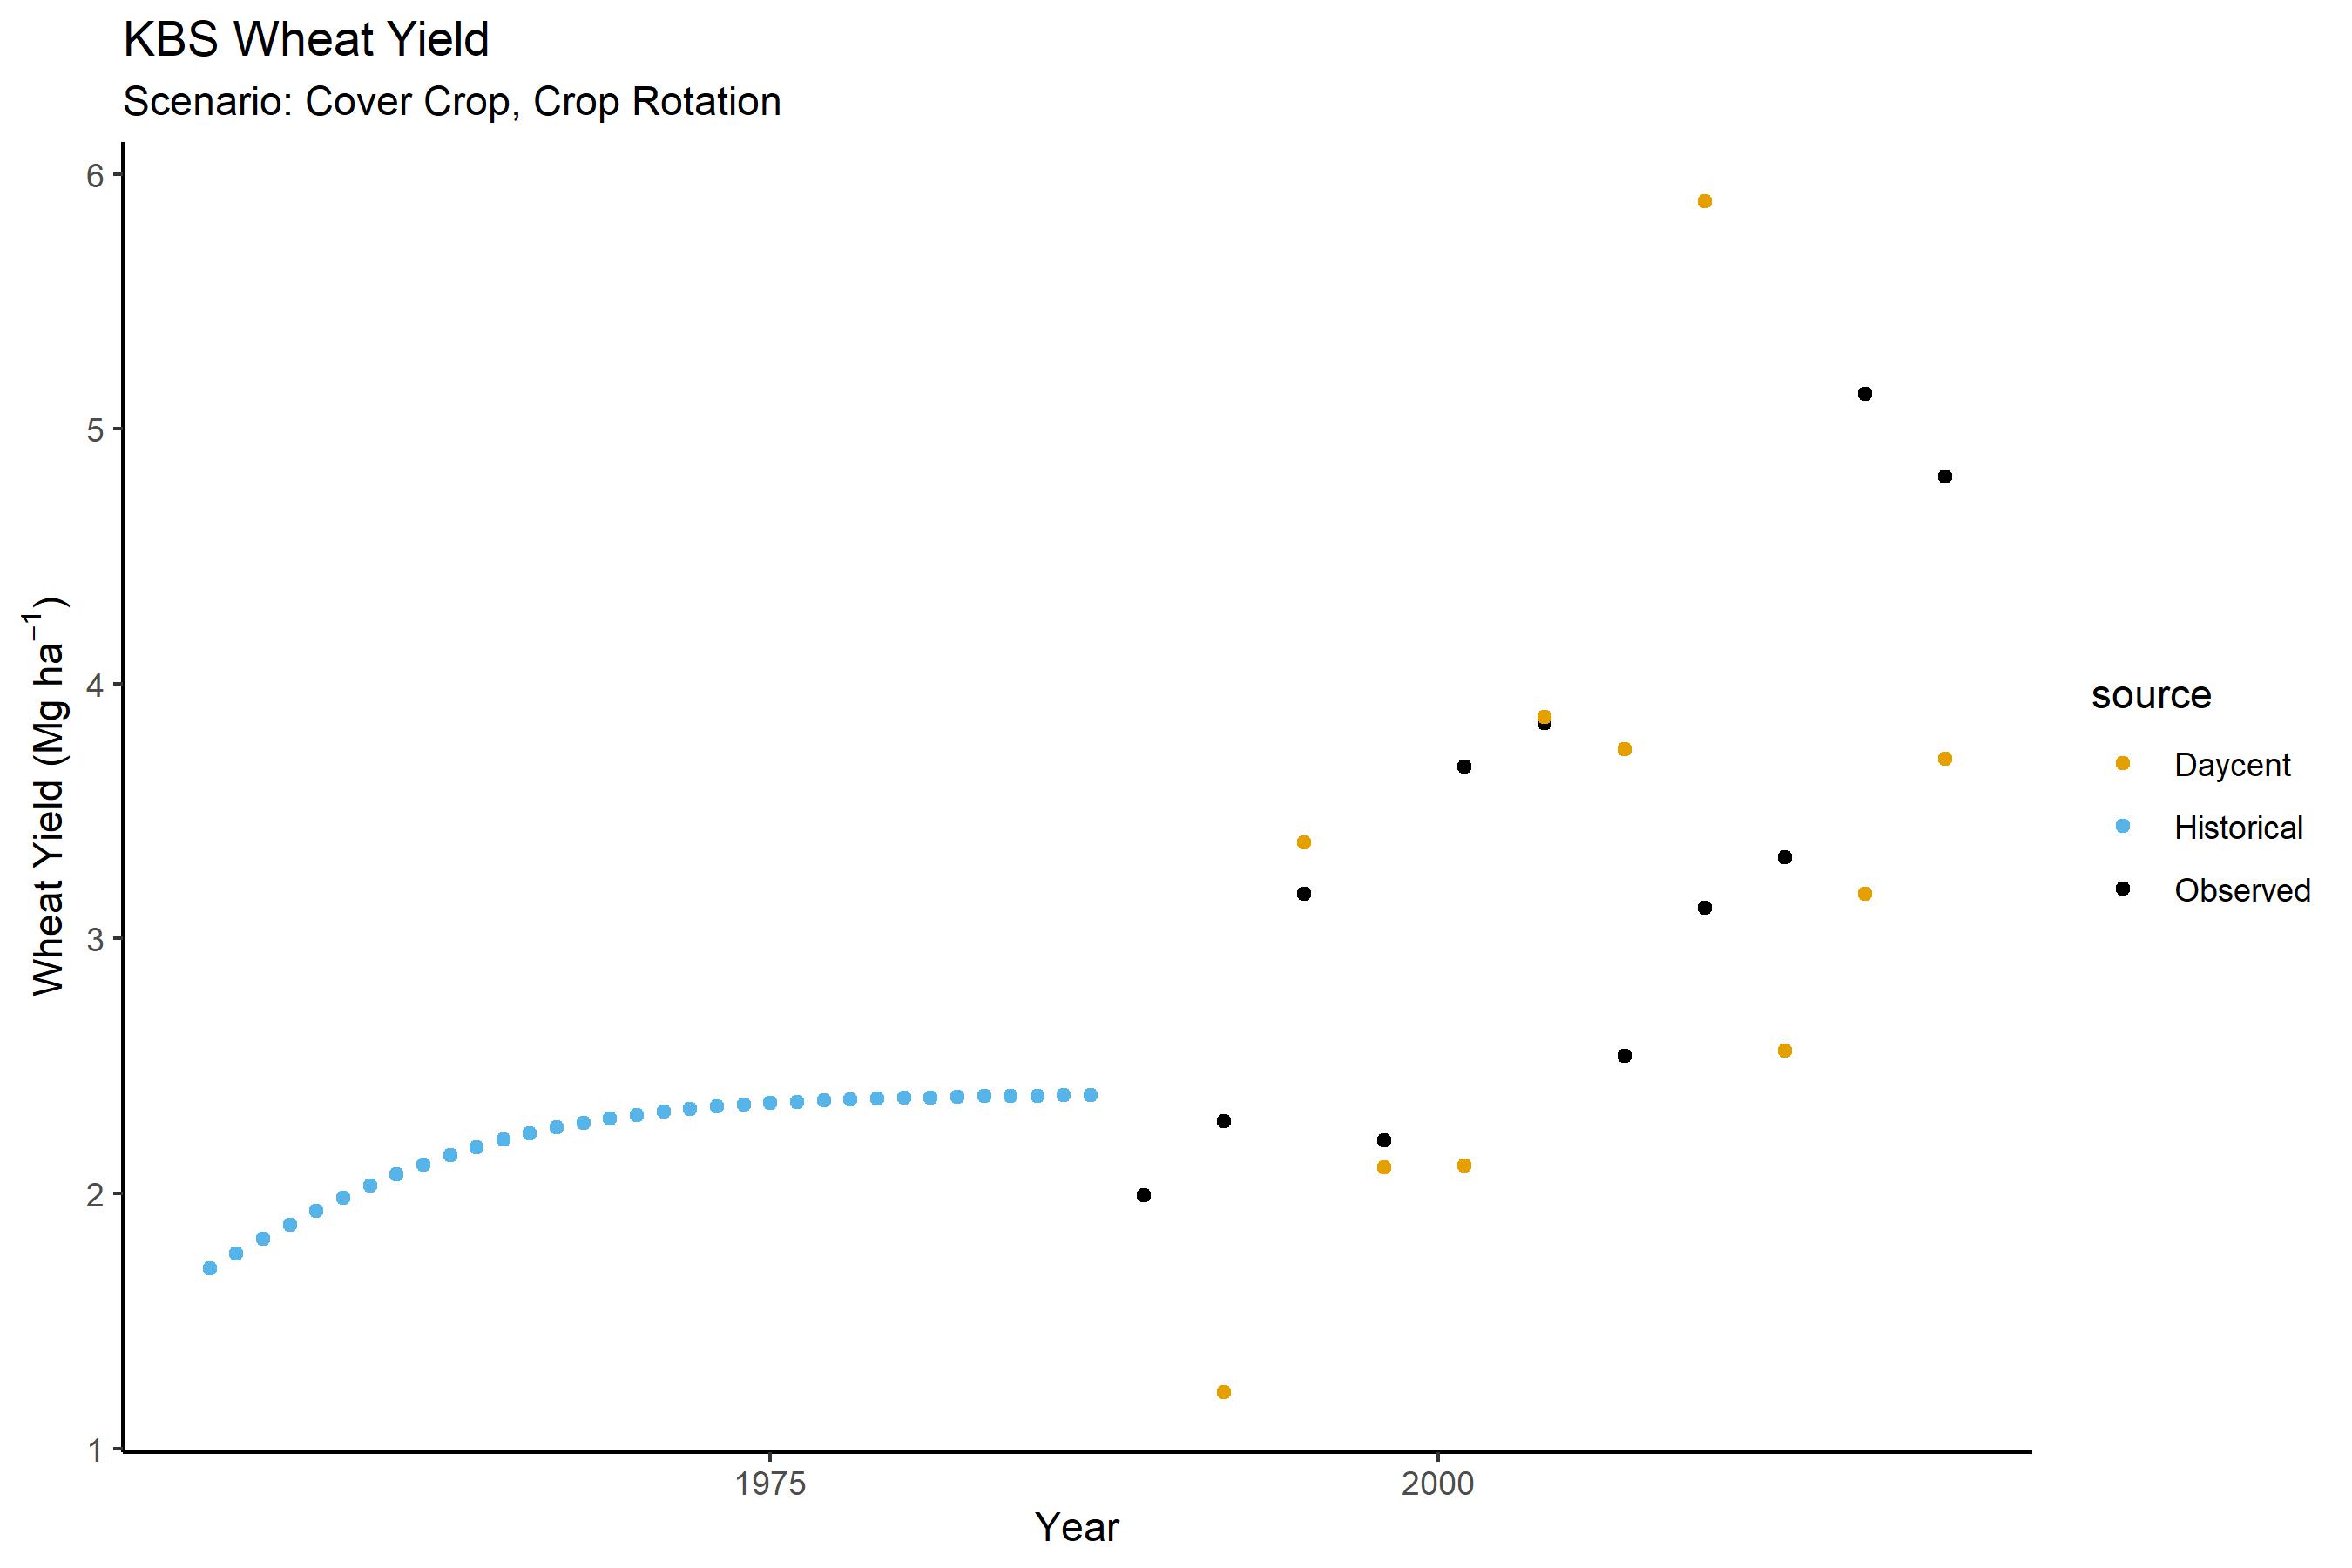 KBS Wheat Yield
Scenario: Cover Crop, Crop Rotation
6
5
4
3
2
1
Wheat Yield (Mg ha⁻¹)
1975
2000
Year
source
Daycent
Historical
Observed